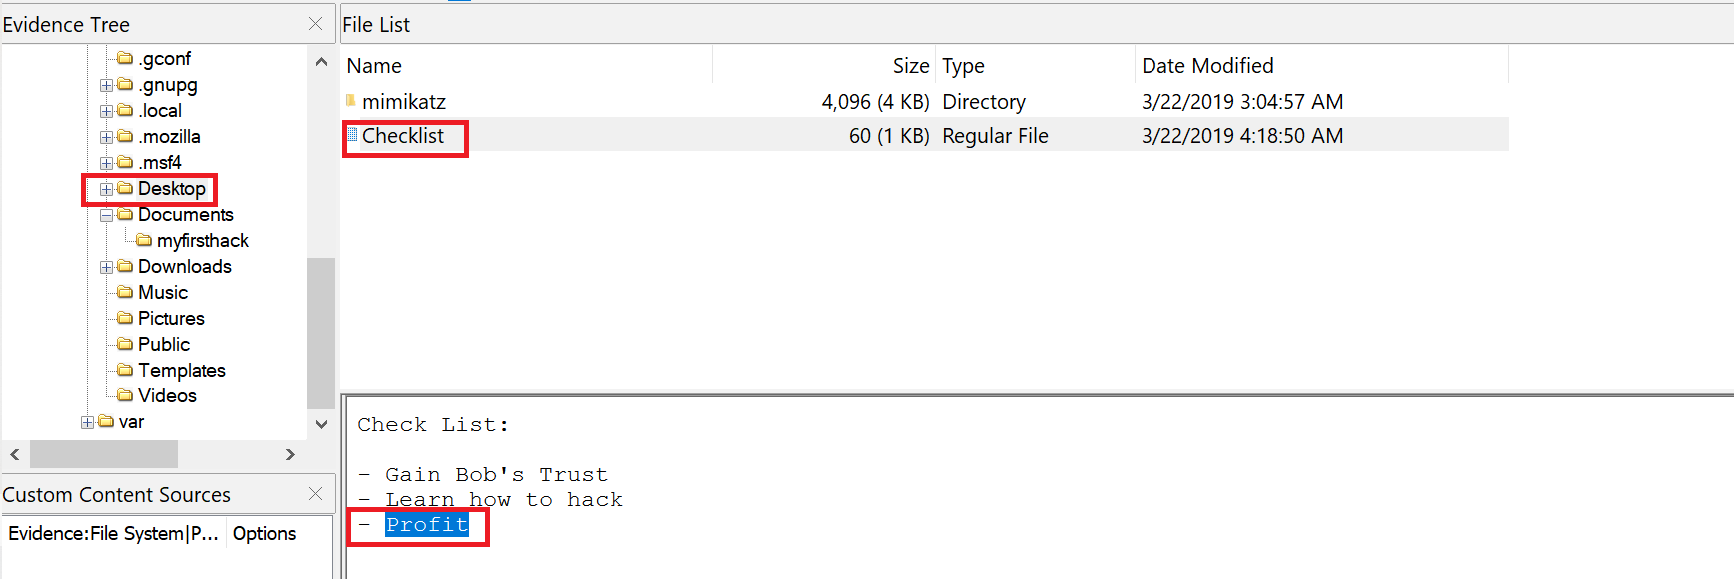 Evidence Tree
.gconf
.gnupg
.local
.mozilla
.msf4
Desktop
Documents
myfirsthack
Downloads
Music
Pictures
Public
Templates
Videos
var
Custom Content Sources
Evidence:File System|P... Options
File List
Name Size Type Date Modified
mimikatz 4,096 (4 KB) Directory 3/22/2019 3:04:57 AM
Checklist 60 (1 KB) Regular File 3/22/2019 4:18:50 AM
Check List:
- Gain Bob's Trust
- Learn how to hack
- Profit